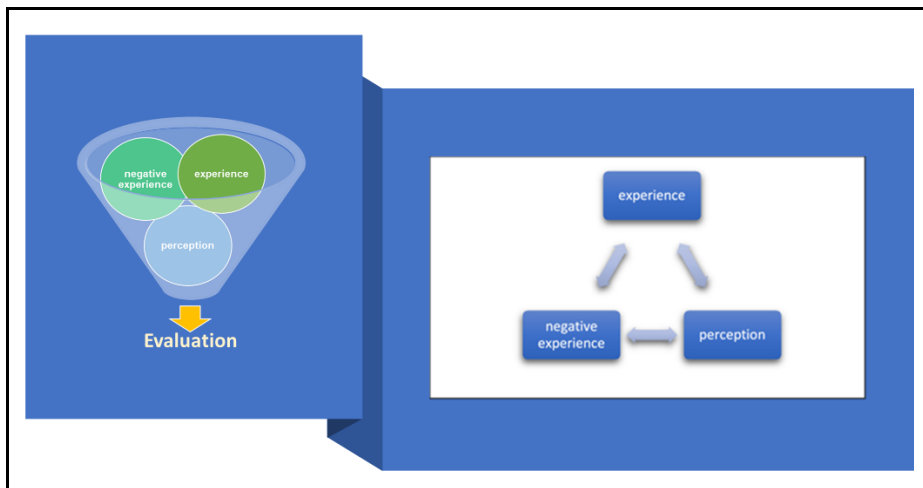 negative
experience
experience
perception
Evaluation
experience
negative
experience
perception